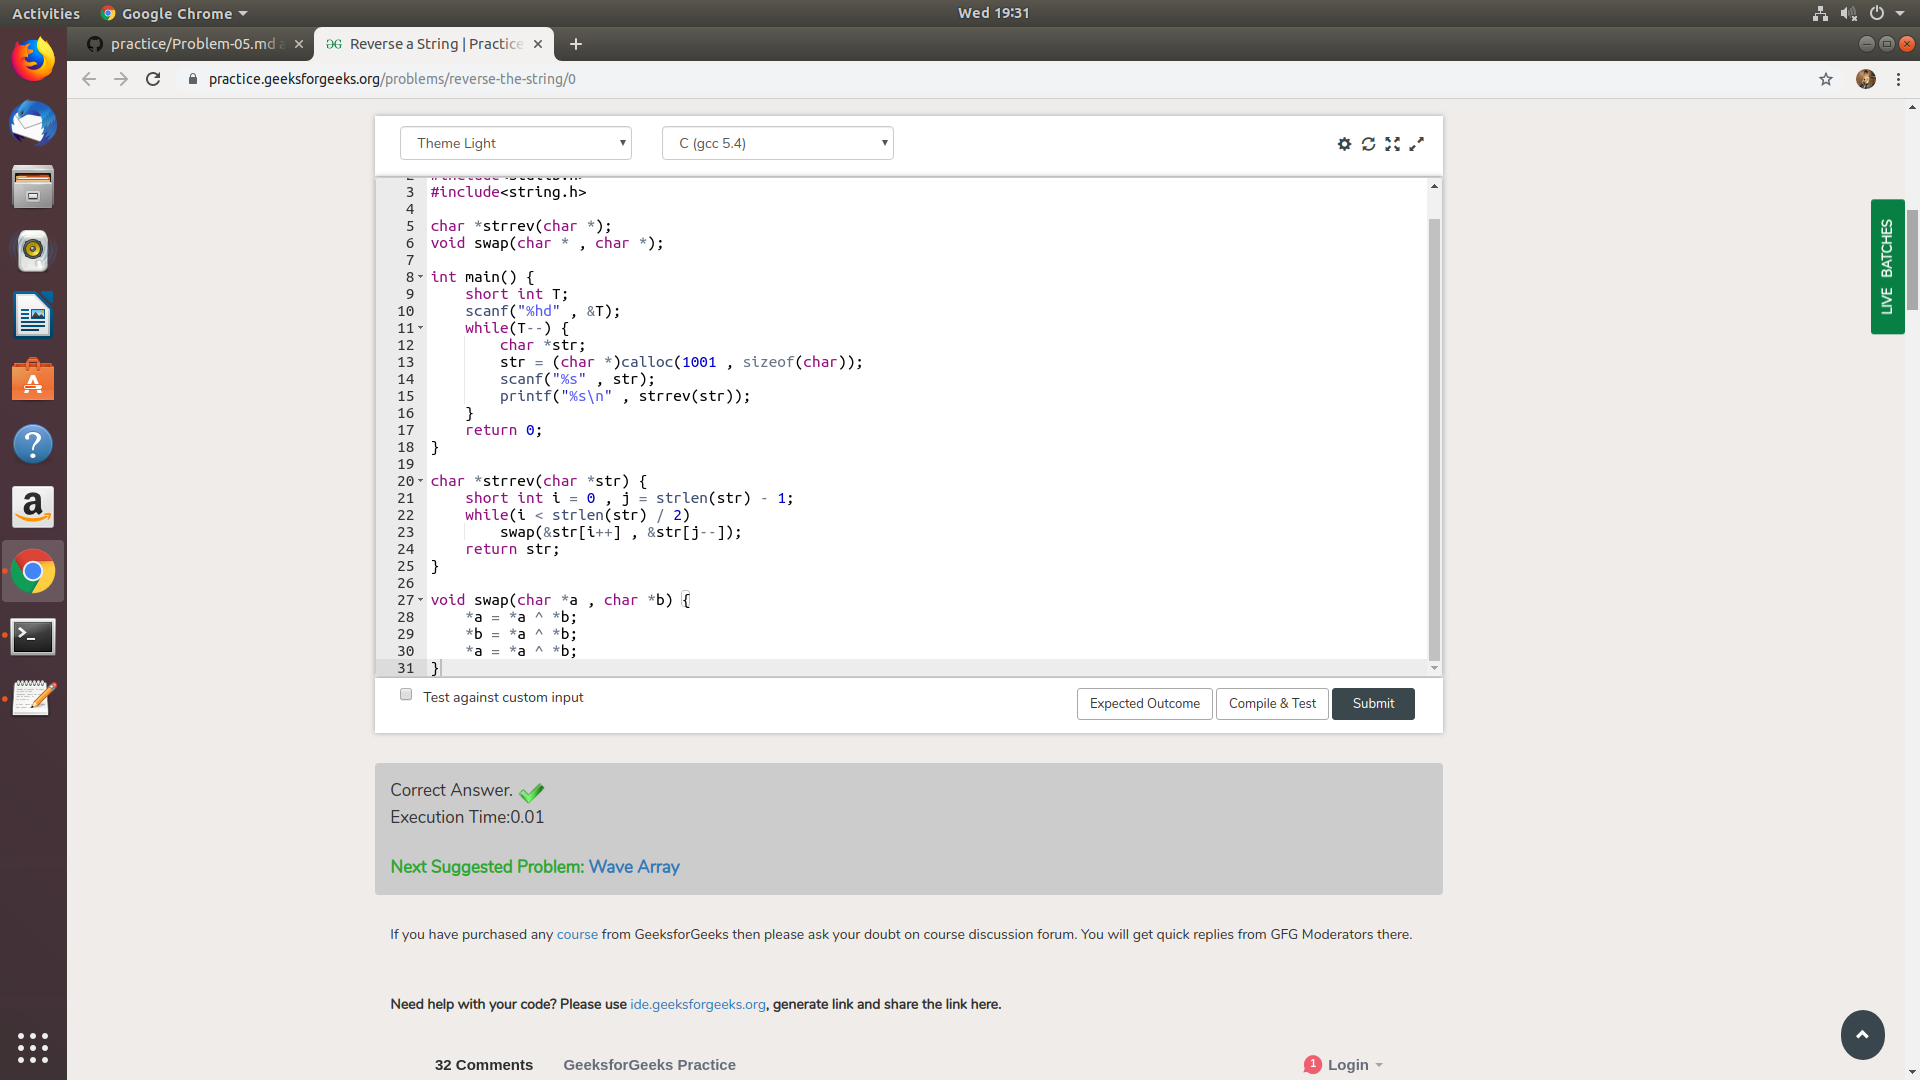 Activities
Google Chrome
Wed 19:31
practice/Problem-05.md a
Reverse a String | Practice
practice.geeksforgeeks.org/problems/reverse-the-string/0
Theme Light
C (gcc 5.4)
3 #include<string.h>
4
5 char *strrev(char *);
6 void swap(char * , char *);
7
8 int main() {
9 short int T;
10 scanf("%hd" , &T);
11 while(T--) {
12 char *str;
13 str = (char *)calloc(1001 , sizeof(char));
14 scanf("%s" , str);
15 printf("%s\n" , strrev(str));
16 }
17 return 0;
18 }
19
20 char *strrev(char *str) {
21 short int i = 0 , j = strlen(str) - 1;
22 while(i < strlen(str) / 2)
23 swap(&str[i++] , &str[j--]);
24 return str;
25 }
26
27 void swap(char *a , char *b) {
28 *a = *a ^ *b;
29 *b = *a ^ *b;
30 *a = *a ^ *b;
31 }
LIVE BATCHES
Test against custom input
Expected Outcome
Compile & Test
Submit
Correct Answer.
Execution Time:0.01
Next Suggested Problem: Wave Array
If you have purchased any course from GeeksforGeeks then please ask your doubt on course discussion forum. You will get quick replies from GFG Moderators there.
Need help with your code? Please use ide.geeksforgeeks.org, generate link and share the link here.
32 Comments
GeeksforGeeks Practice
1 Login